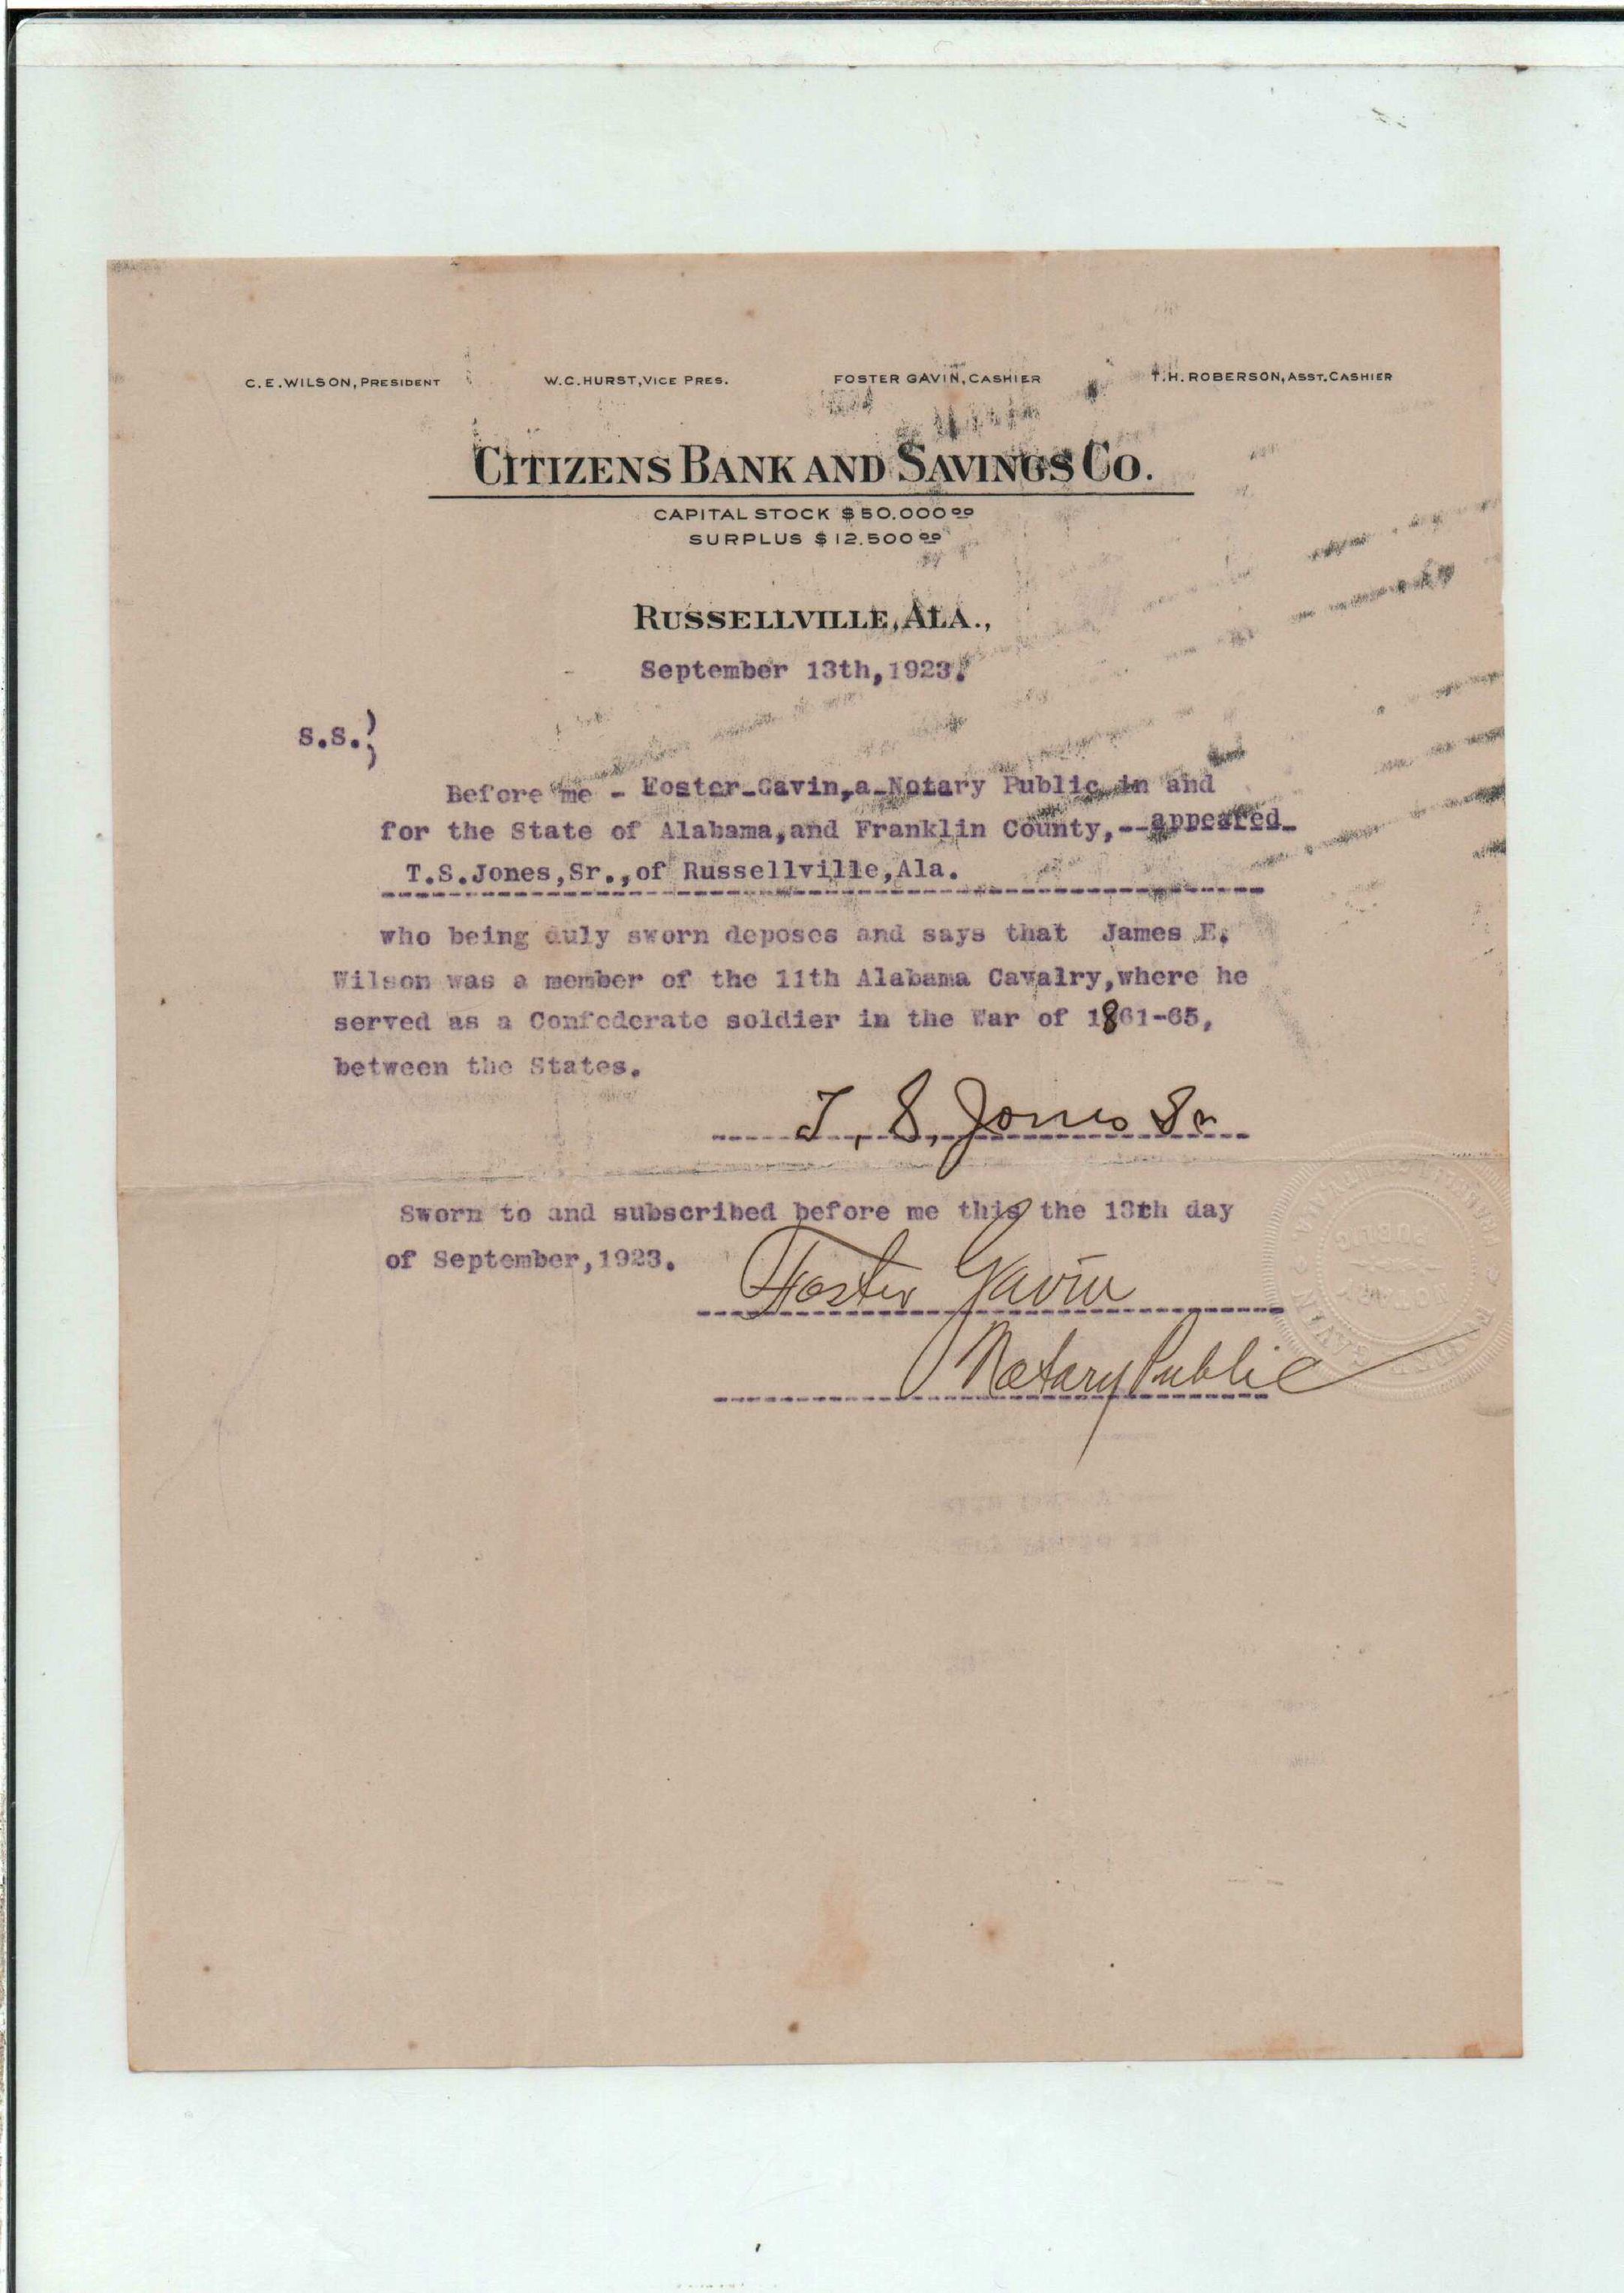 C.E.WILSON, PRESIDENT W.C.HURST, VICE PRES. FOSTER GAVIN, CASHIER T.H. ROBERSON, ASST. CASHIER
CITIZENS BANK AND SAVINGS CO.
CAPITAL STOCK $50.000 00
SURPLUS $12.500 00
RUSSELLVILLE, ALA.,
September 13th,1923.
S.S.)
Before me - Foster Gavin,a Notary Public in and
for the State of Alabama,and Franklin County,--appeared
T.S.Jones,Sr.,of Russellville,Ala.
who being duly sworn deposes and says that James E.
Wilson was a member of the 11th Alabama Cavalry,where he
served as a Confederate soldier in the War of 1861-65,
between the States.
T. S. Jones Sr
Sworn to and subscribed before me this the 13th day
of September,1923.
Foster Gavin
Notary Public